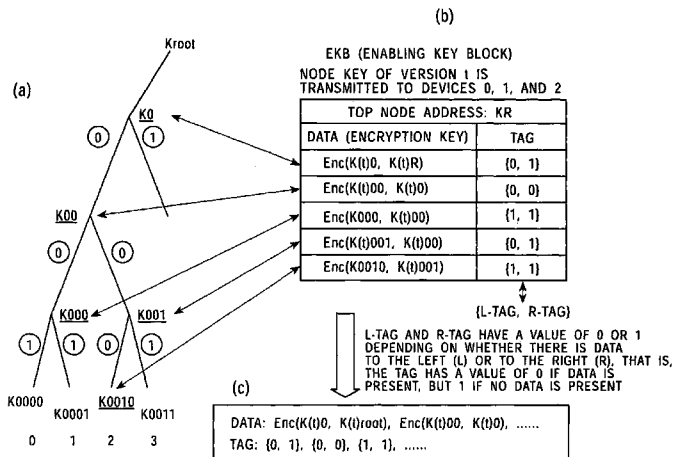 Kroot
(a)
K0
0
1
K00
0
0
K000
K001
1
1
0
1
K0000
K0001
K0010
K0011
0 1 2 3
(b)
EKB (ENABLING KEY BLOCK)
NODE KEY OF VERSION t IS
TRANSMITTED TO DEVICES 0, 1, AND 2
TOP NODE ADDRESS: KR
DATA (ENCRYPTION KEY) TAG
Enc(K(t)0, K(t)R) {0, 1}
Enc(K(t)00, K(t)0) {0, 0}
Enc(K000, K(t)00) {1, 1}
Enc(K(t)001, K(t)00) {0, 1}
Enc(K0010, K(t)001) {1, 1}
{L-TAG, R-TAG}
L-TAG AND R-TAG HAVE A VALUE OF 0 OR 1
DEPENDING ON WHETHER THERE IS DATA
TO THE LEFT (L) OR TO THE RIGHT (R), THAT IS,
THE TAG HAS A VALUE OF 0 IF DATA IS
PRESENT, BUT 1 IF NO DATA IS PRESENT
(c)
DATA: Enc(K(t)0, K(t)root), Enc(K(t)00, K(t)0), ......
TAG: {0, 1}, {0, 0}, {1, 1}, ......